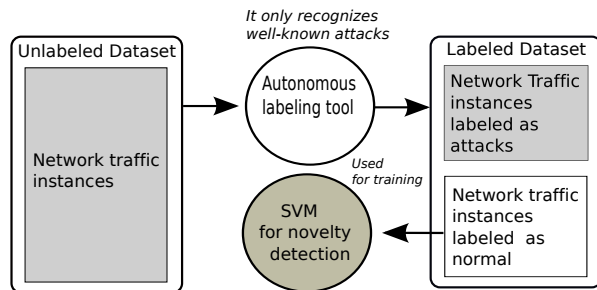 It only recognizes
well-known attacks
Unlabeled Dataset
Network traffic
instances
Autonomous
labeling tool
Labeled Dataset
Network Traffic
instances
labeled as
attacks
Used
for training
SVM
for novelty
detection
Network traffic
instances
labeled as
normal